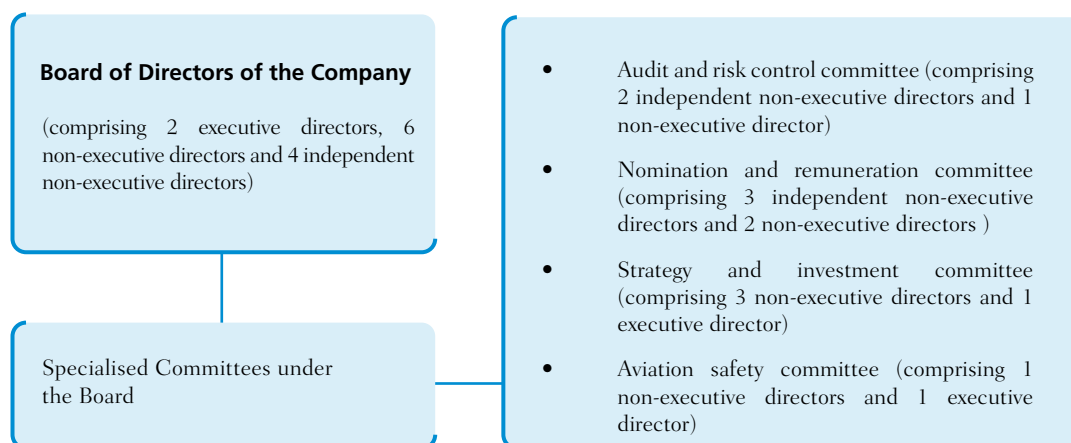 Board of Directors of the Company
(comprising 2 executive directors, 6
non-executive directors and 4 independent
non-executive directors)
Specialised Committees under
the Board
• Audit and risk control committee (comprising
2 independent non-executive directors and 1
non-executive director)
• Nomination and remuneration committee
(comprising 3 independent non-executive
directors and 2 non-executive directors )
• Strategy and investment committee
(comprising 3 non-executive directors and 1
executive director)
• Aviation safety committee (comprising 1
non-executive directors and 1 executive
director)